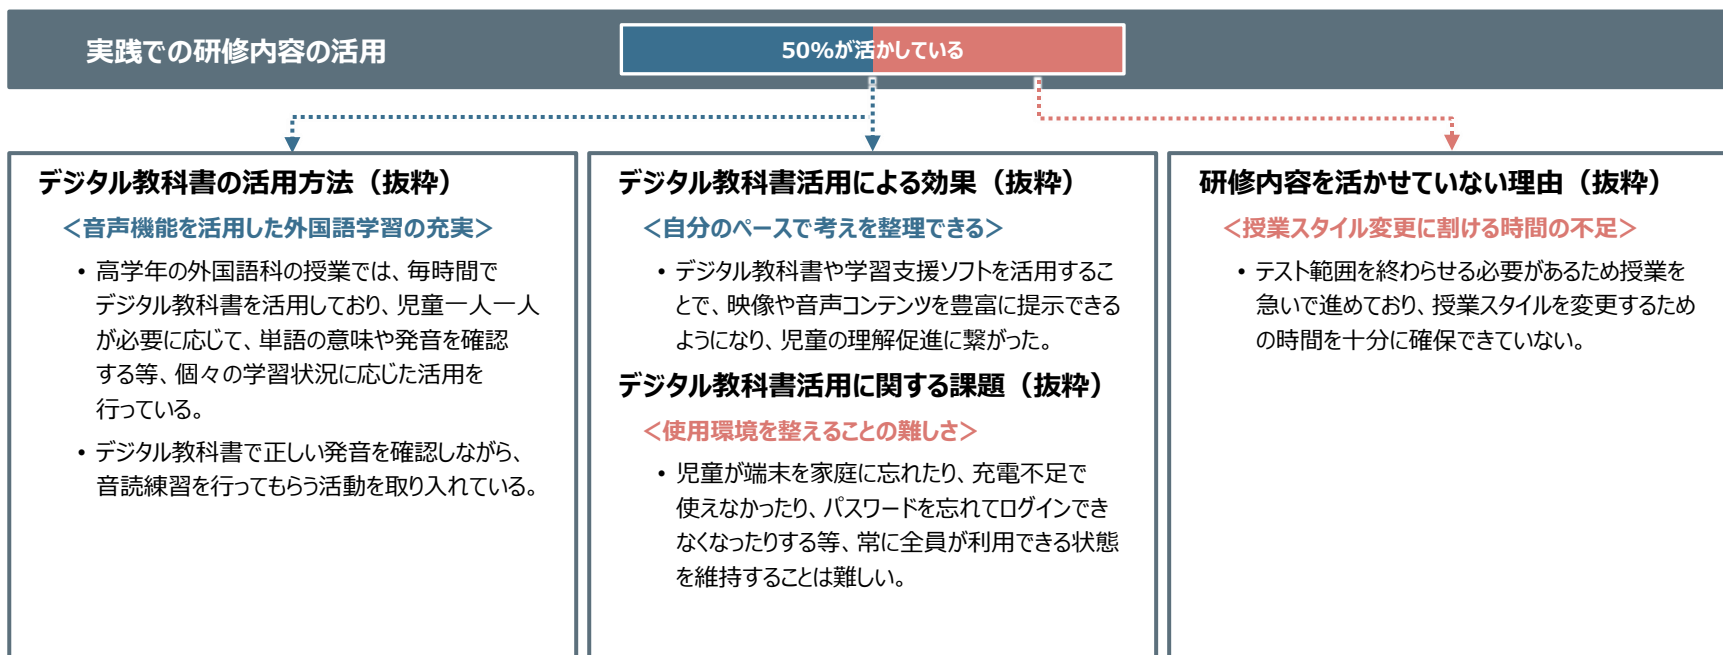 実践での研修内容の活用
50%が活かしている
デジタル教科書の活用方法（抜粋）
＜音声機能を活用した外国語学習の充実＞
• 高学年の外国語科の授業では、毎時間で
デジタル教科書を活用しており、児童一人一人
が必要に応じて、単語の意味や発音を確認
する等、個々の学習状況に応じた活用を
行っている。
• デジタル教科書で正しい発音を確認しながら、
音読練習を行ってもらう活動を取り入れている。
デジタル教科書活用による効果（抜粋）
＜自分のペースで考えを整理できる＞
• デジタル教科書や学習支援ソフトを活用するこ
とで、映像や音声コンテンツを豊富に提示できる
ようになり、児童の理解促進に繋がった。
デジタル教科書活用に関する課題（抜粋）
＜使用環境を整えることの難しさ＞
• 児童が端末を家庭に忘れたり、充電不足で
使えなかったり、パスワードを忘れてログインでき
なくなったりする等、常に全員が利用できる状態
を維持することは難しい。
研修内容を活かせていない理由（抜粋）
＜授業スタイル変更に割ける時間の不足＞
• テスト範囲を終わらせる必要があるため授業を
急いで進めており、授業スタイルを変更するため
の時間を十分に確保できていない。